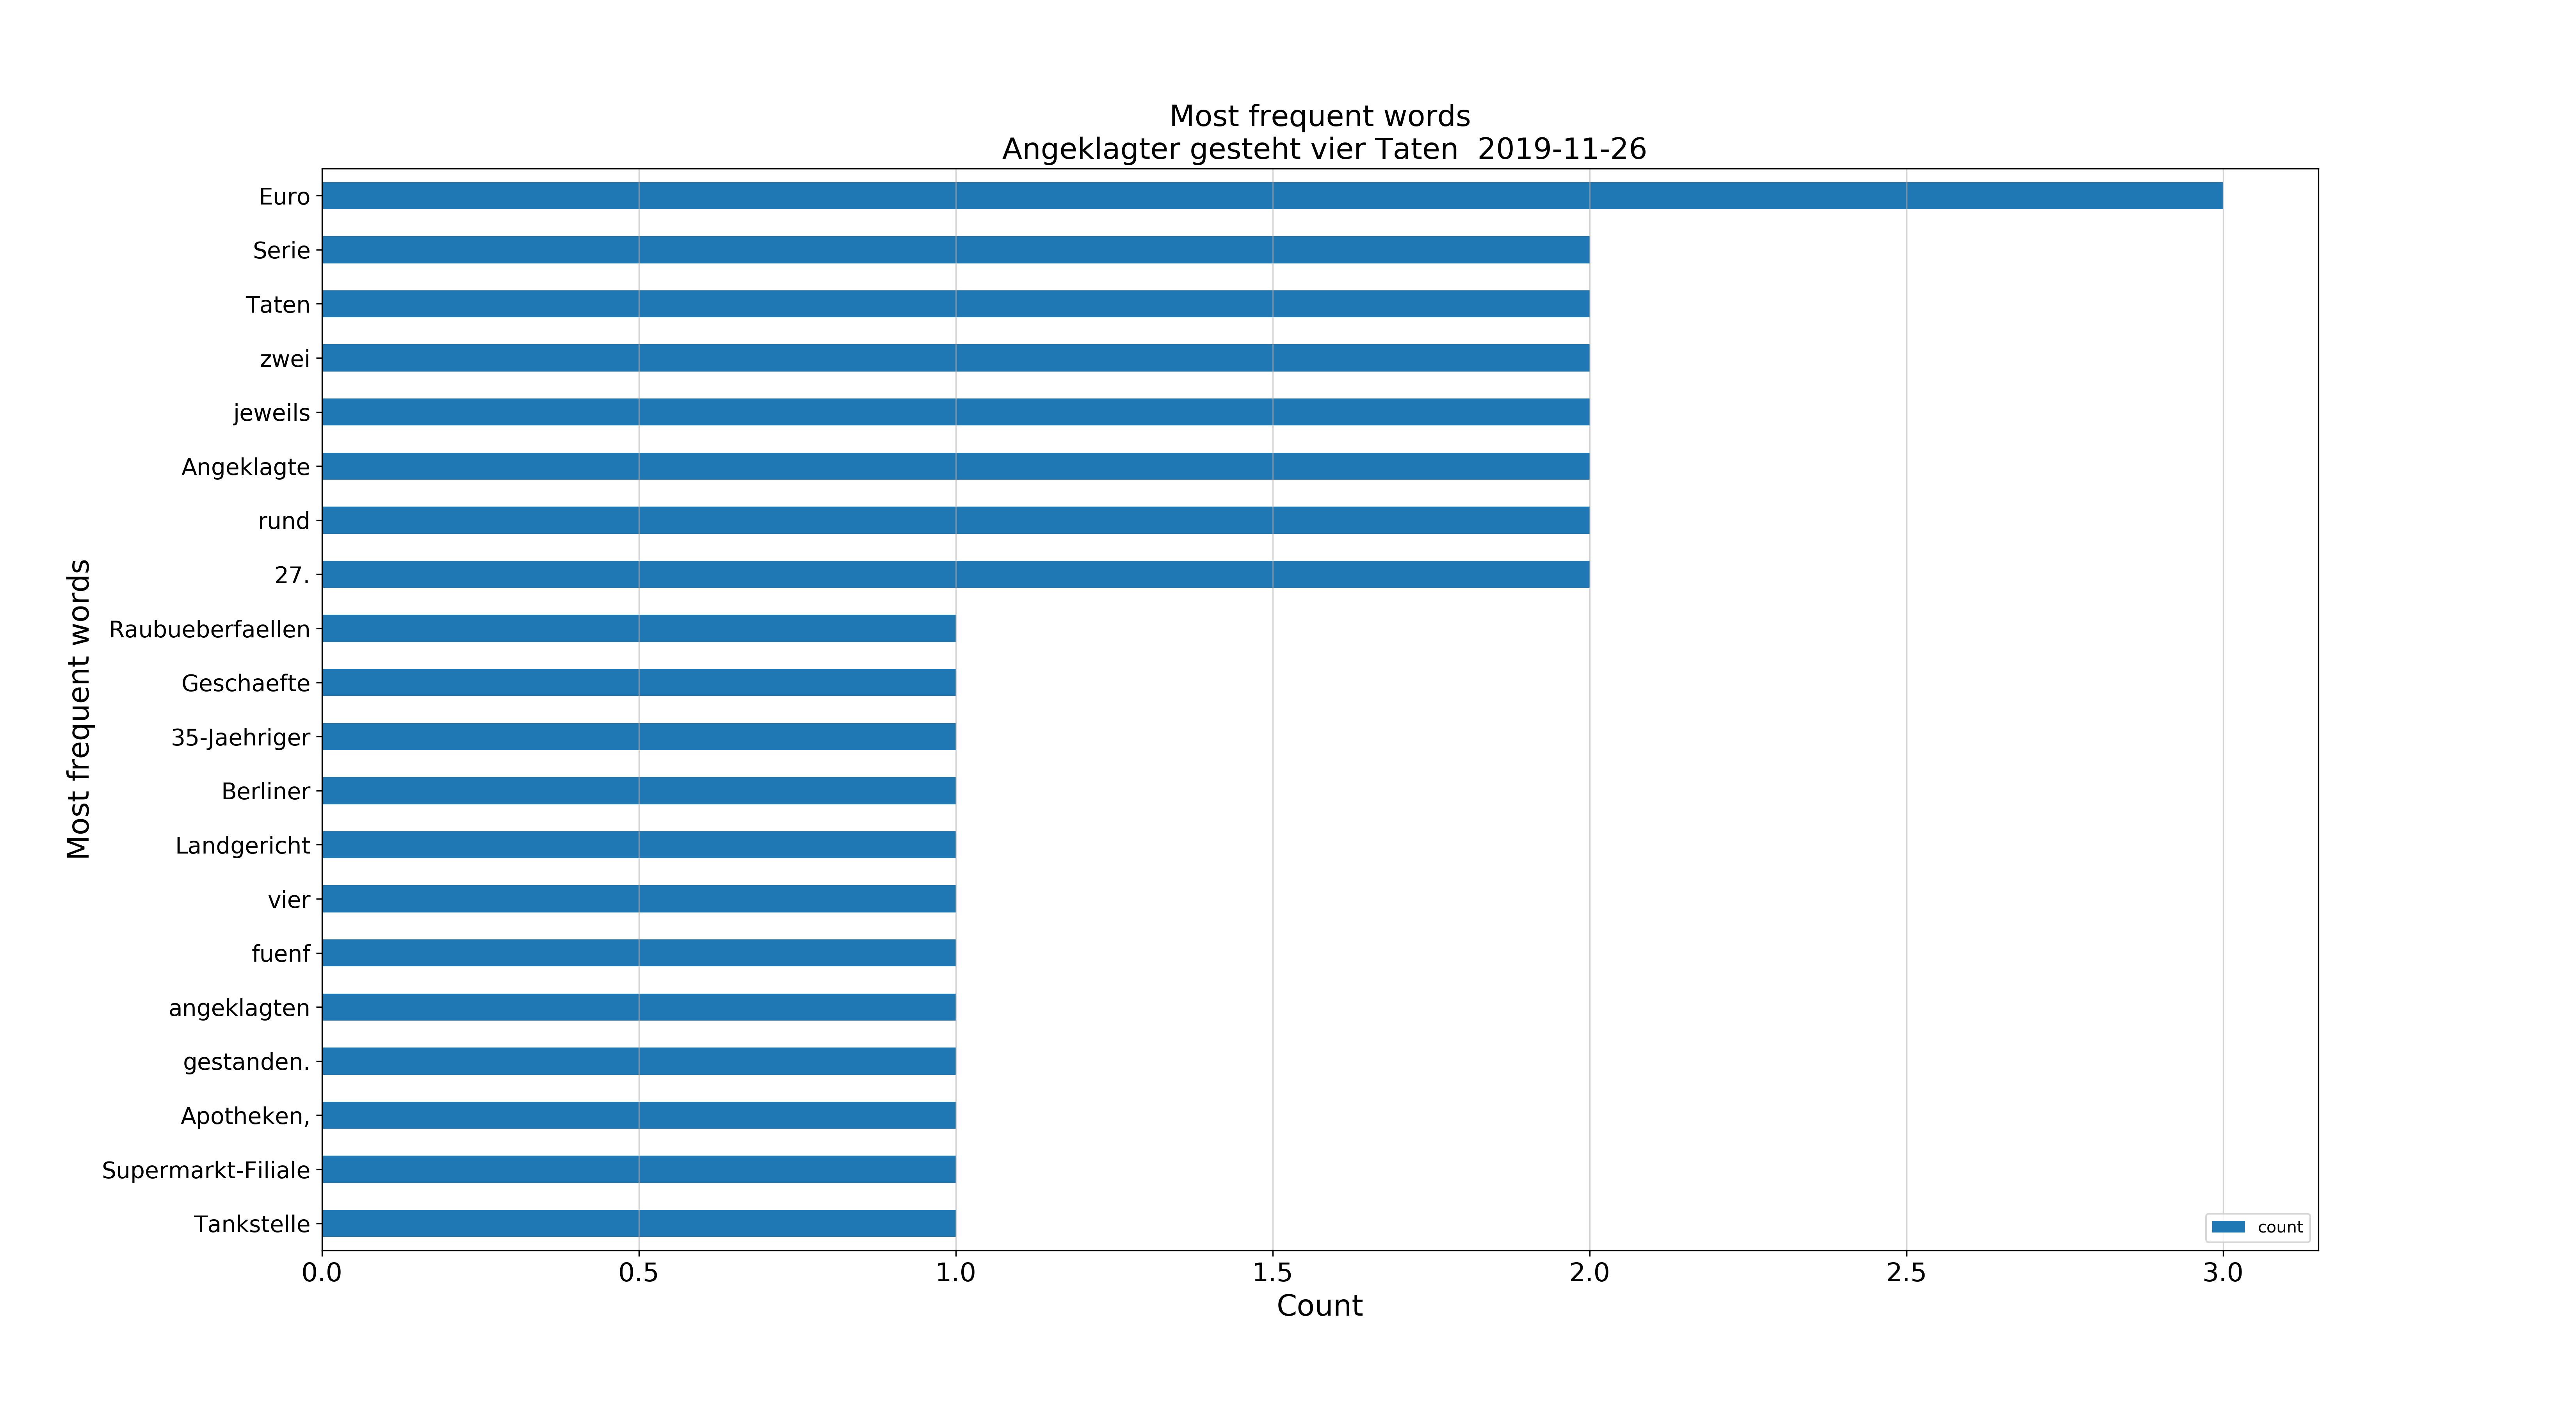 Most frequent words
Angeklagter gesteht vier Taten  2019-11-26
Most frequent words
Euro
Serie
Taten
zwei
jeweils
Angeklagte
rund
27.
Raubueberfaellen
Geschaefte
35-Jaehriger
Berliner
Landgericht
vier
fuenf
angeklagten
gestanden.
Apotheken,
Supermarkt-Filiale
Tankstelle
count
0.0 0.5 1.0 1.5 2.0 2.5 3.0
Count